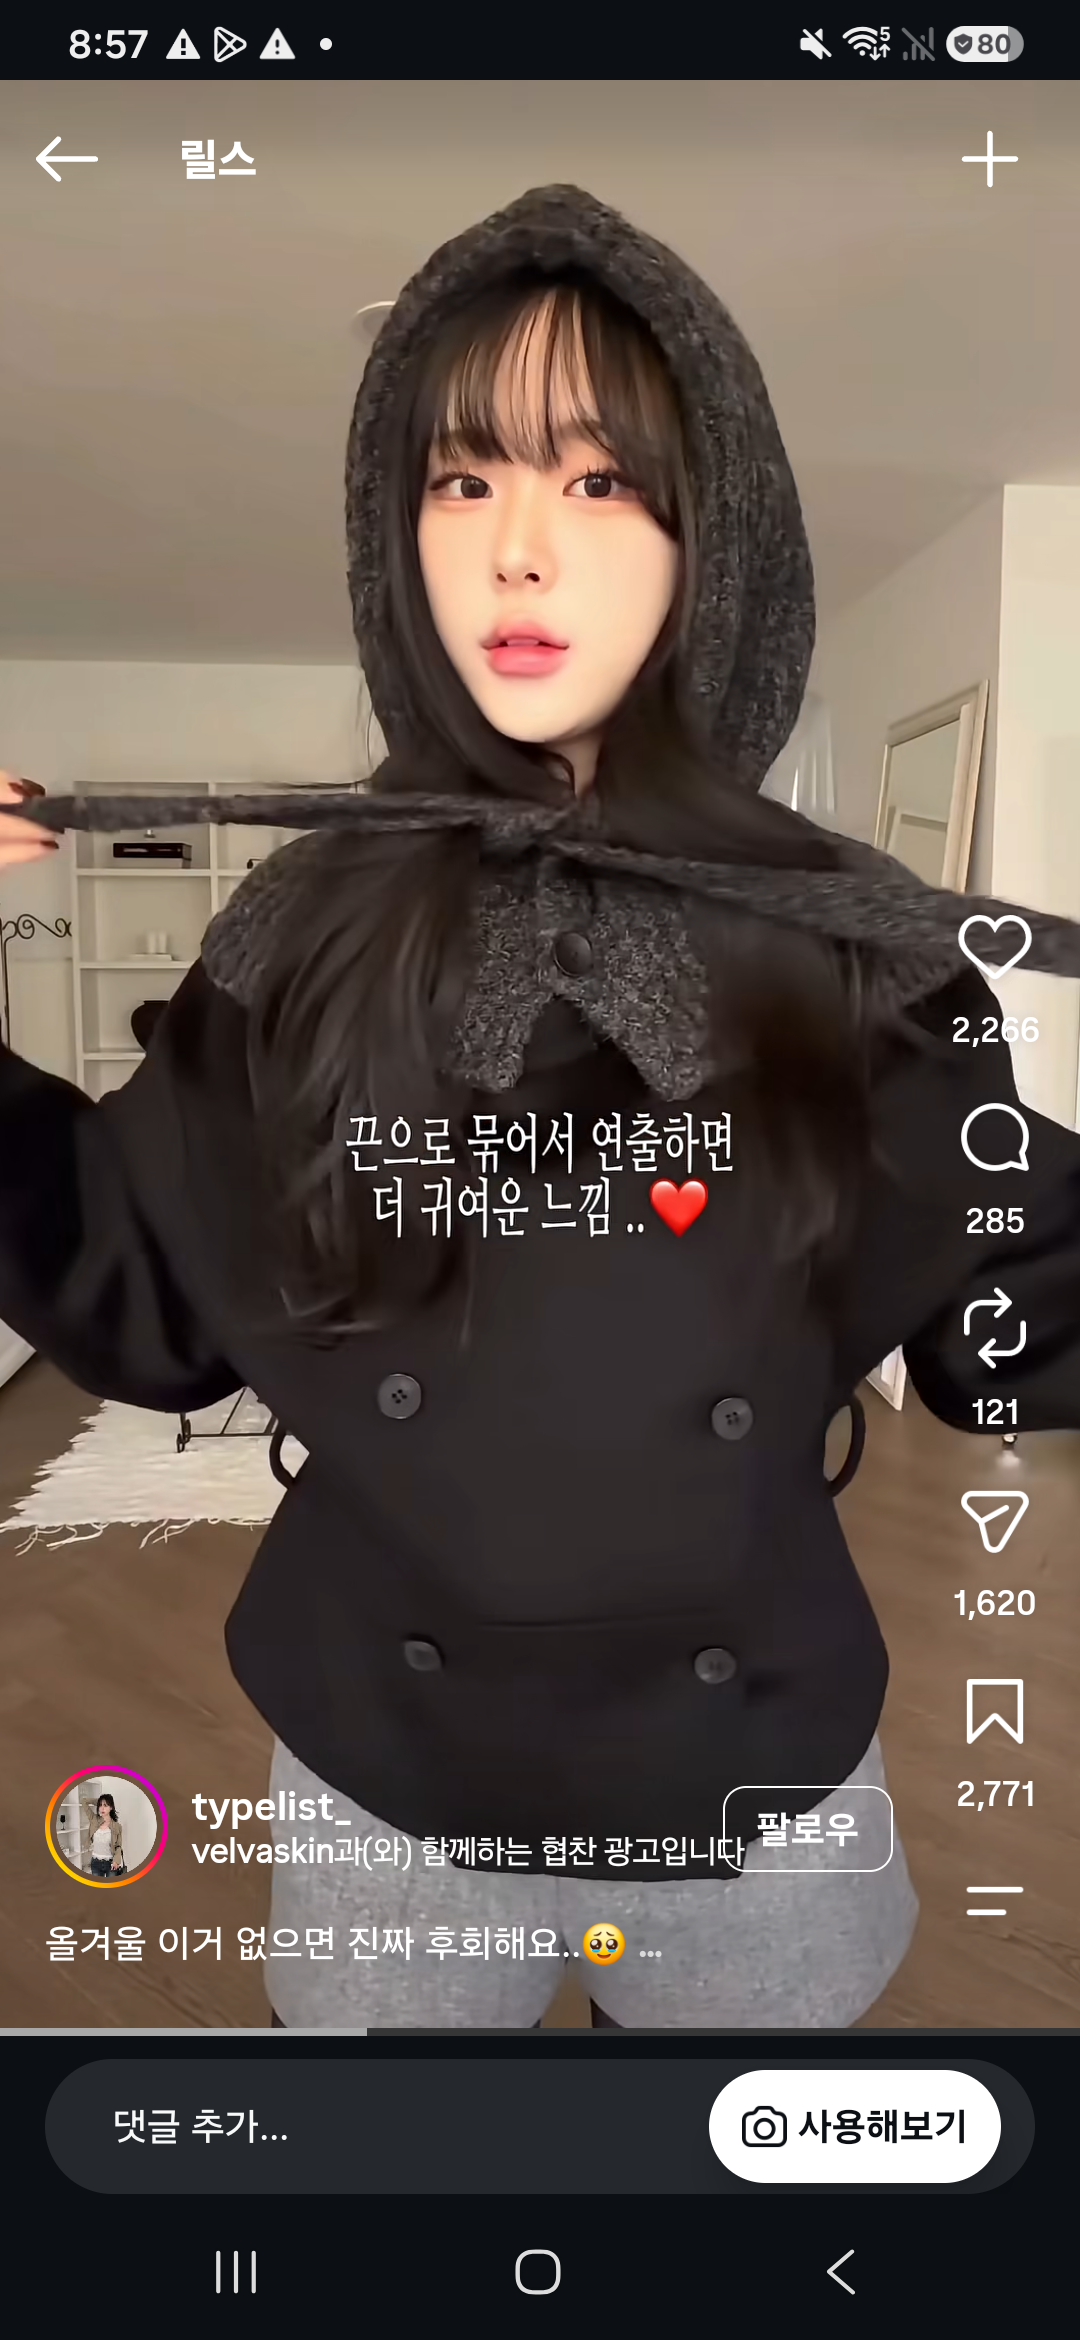 8:57
5
80
릴스
2,266
끈으로 묶어서 연출하면
더 귀여운 느낌 ..❤️
285
121
1,620
2,771
typelist_
velvaskin과(와) 함께하는 협찬 광고입니다
팔로우
올겨울 이거 없으면 진짜 후회해요..🥹 ...
댓글 추가...
사용해보기